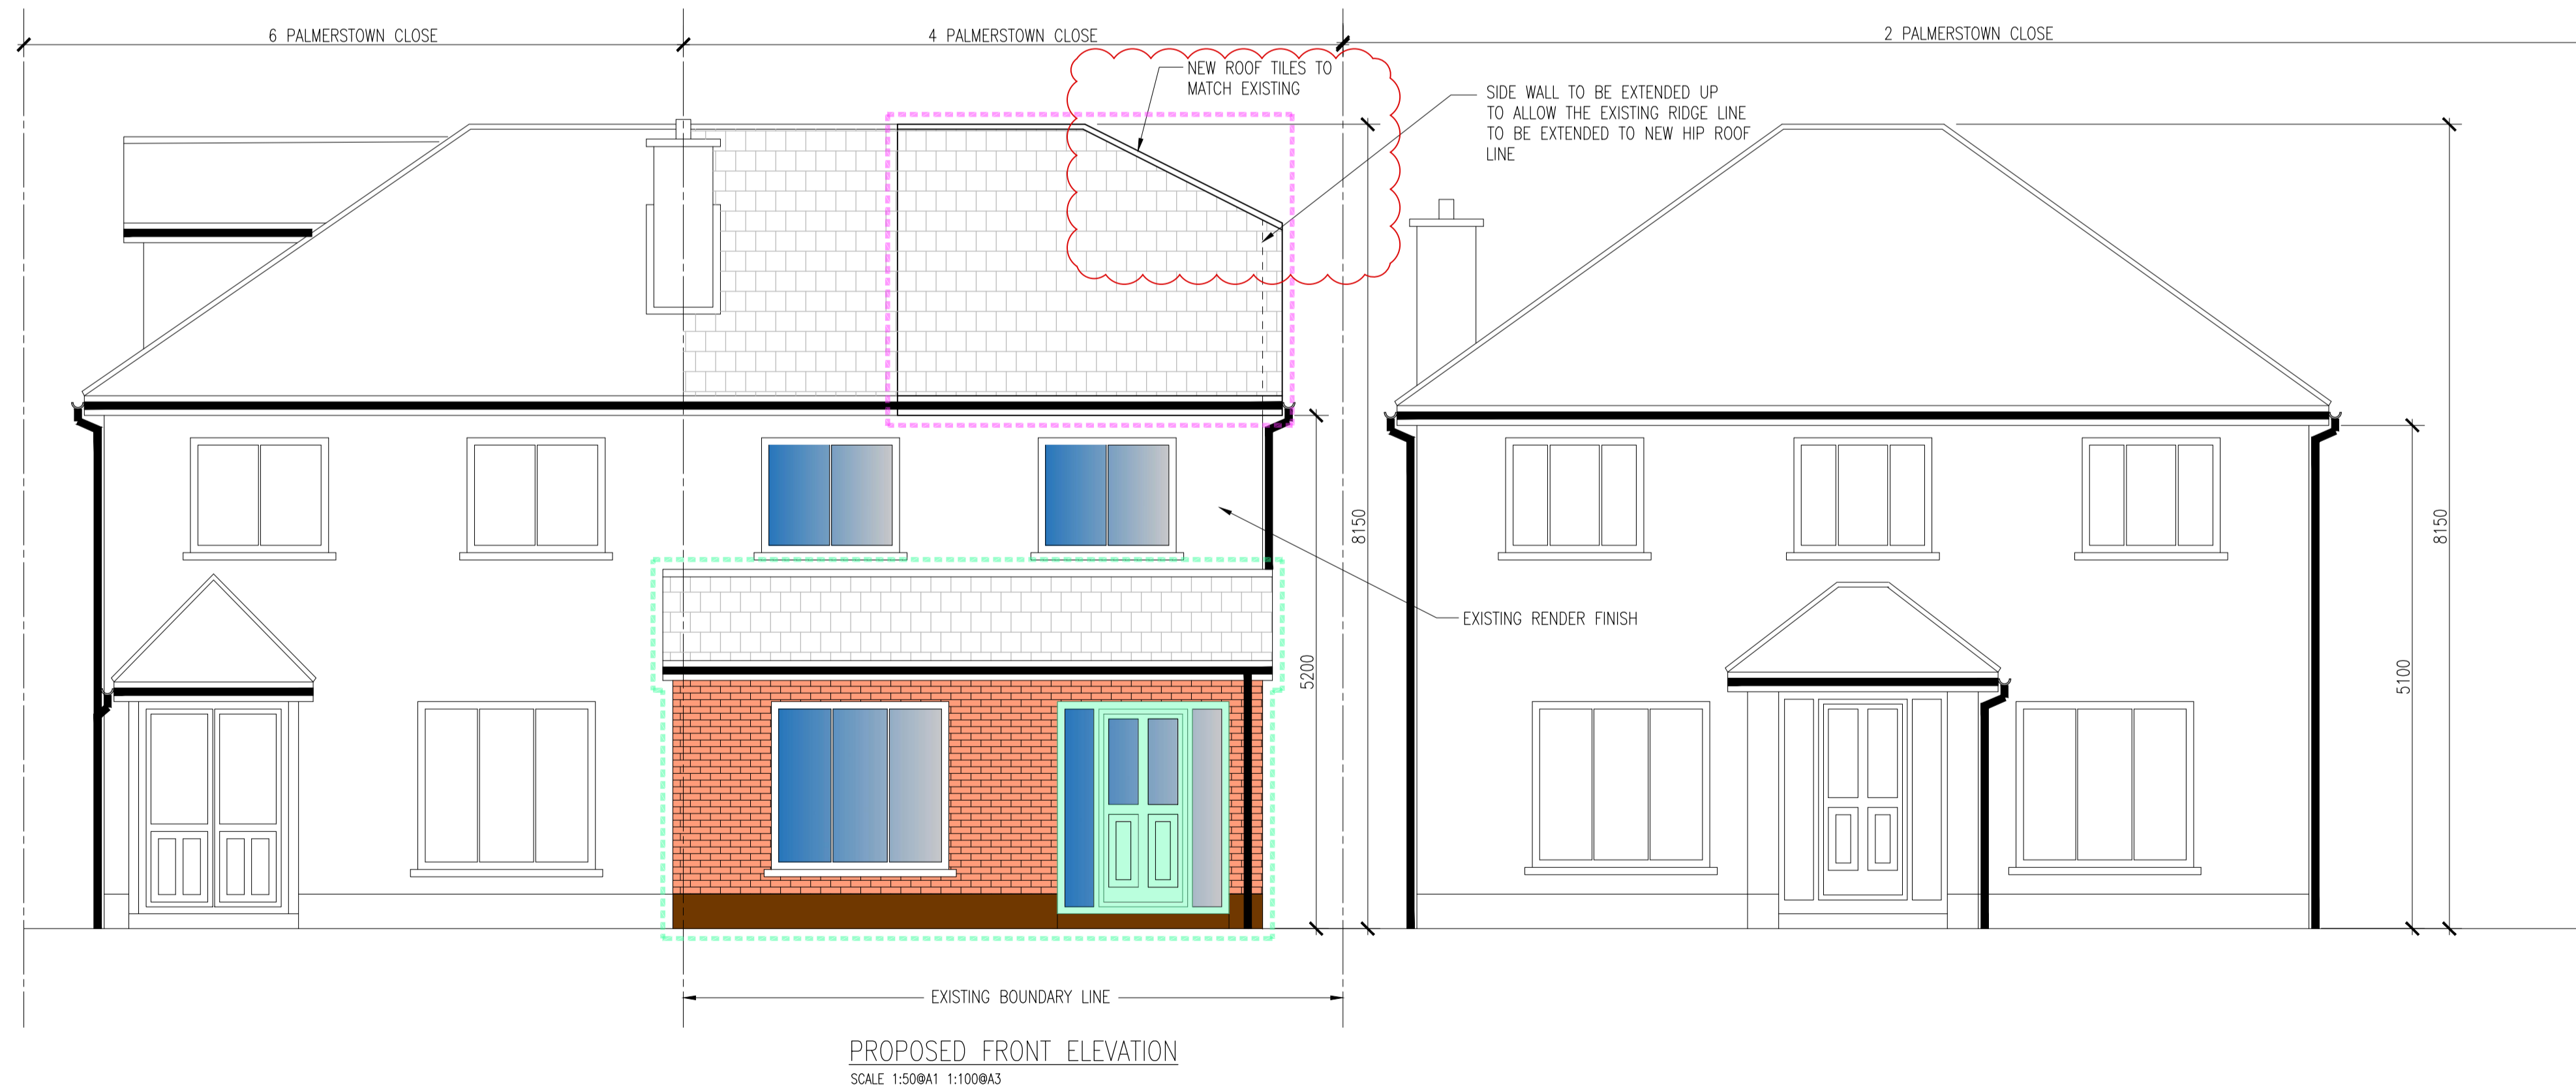 6 PALMERSTOWN CLOSE
4 PALMERSTOWN CLOSE
2 PALMERSTOWN CLOSE
NEW ROOF TILES TO
MATCH EXISTING
SIDE WALL TO BE EXTENDED UP
TO ALLOW THE EXISTING RIDGE LINE
TO BE EXTENDED TO NEW HIP ROOF
LINE
8150
8150
EXISTING RENDER FINISH
5200
5100
EXISTING BOUNDARY LINE
PROPOSED FRONT ELEVATION
SCALE 1:50@A1 1:100@A3